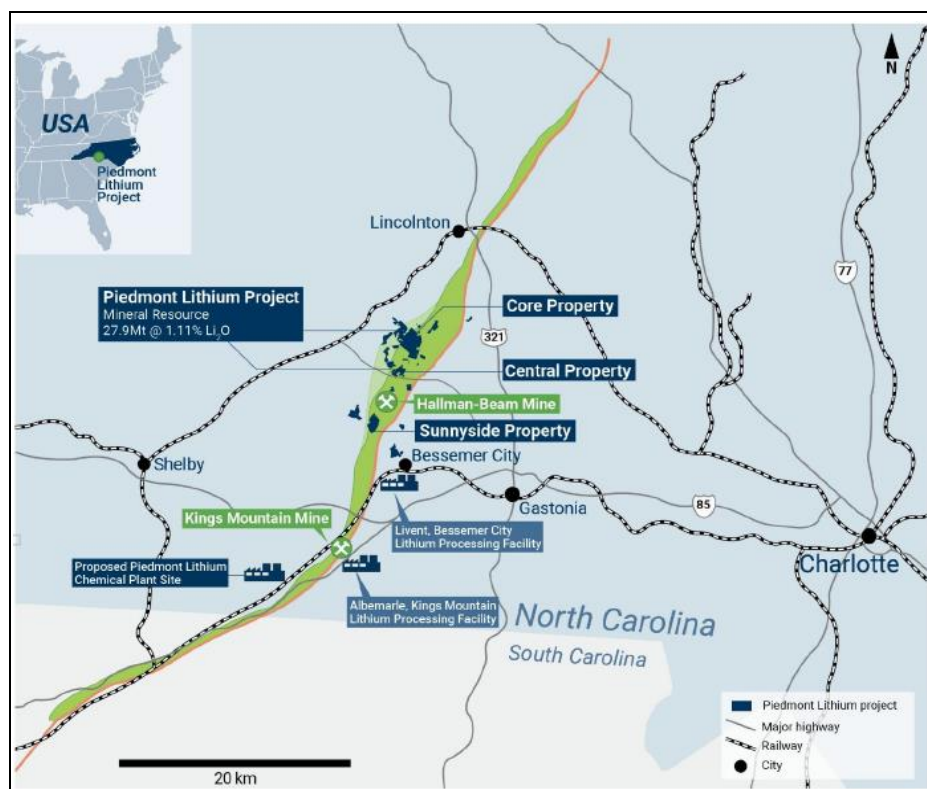 USA
Piedmont
Lithium
Project
N
Lincolnton
77
Piedmont Lithium Project
Mineral Resource
27.9Mt @ 1.11% Li₂O
Core Property
321
Central Property
Hallman-Beam Mine
Sunnyside Property
Bessemer City
Shelby
Gastonia
85
Kings Mountain Mine
Livent, Bessemer City
Lithium Processing Facility
Charlotte
Proposed Piedmont Lithium
Chemical Plant Site
Albemarle, Kings Mountain
Lithium Processing Facility
North Carolina
South Carolina
Piedmont Lithium project
Major highway
Railway
City
20 km